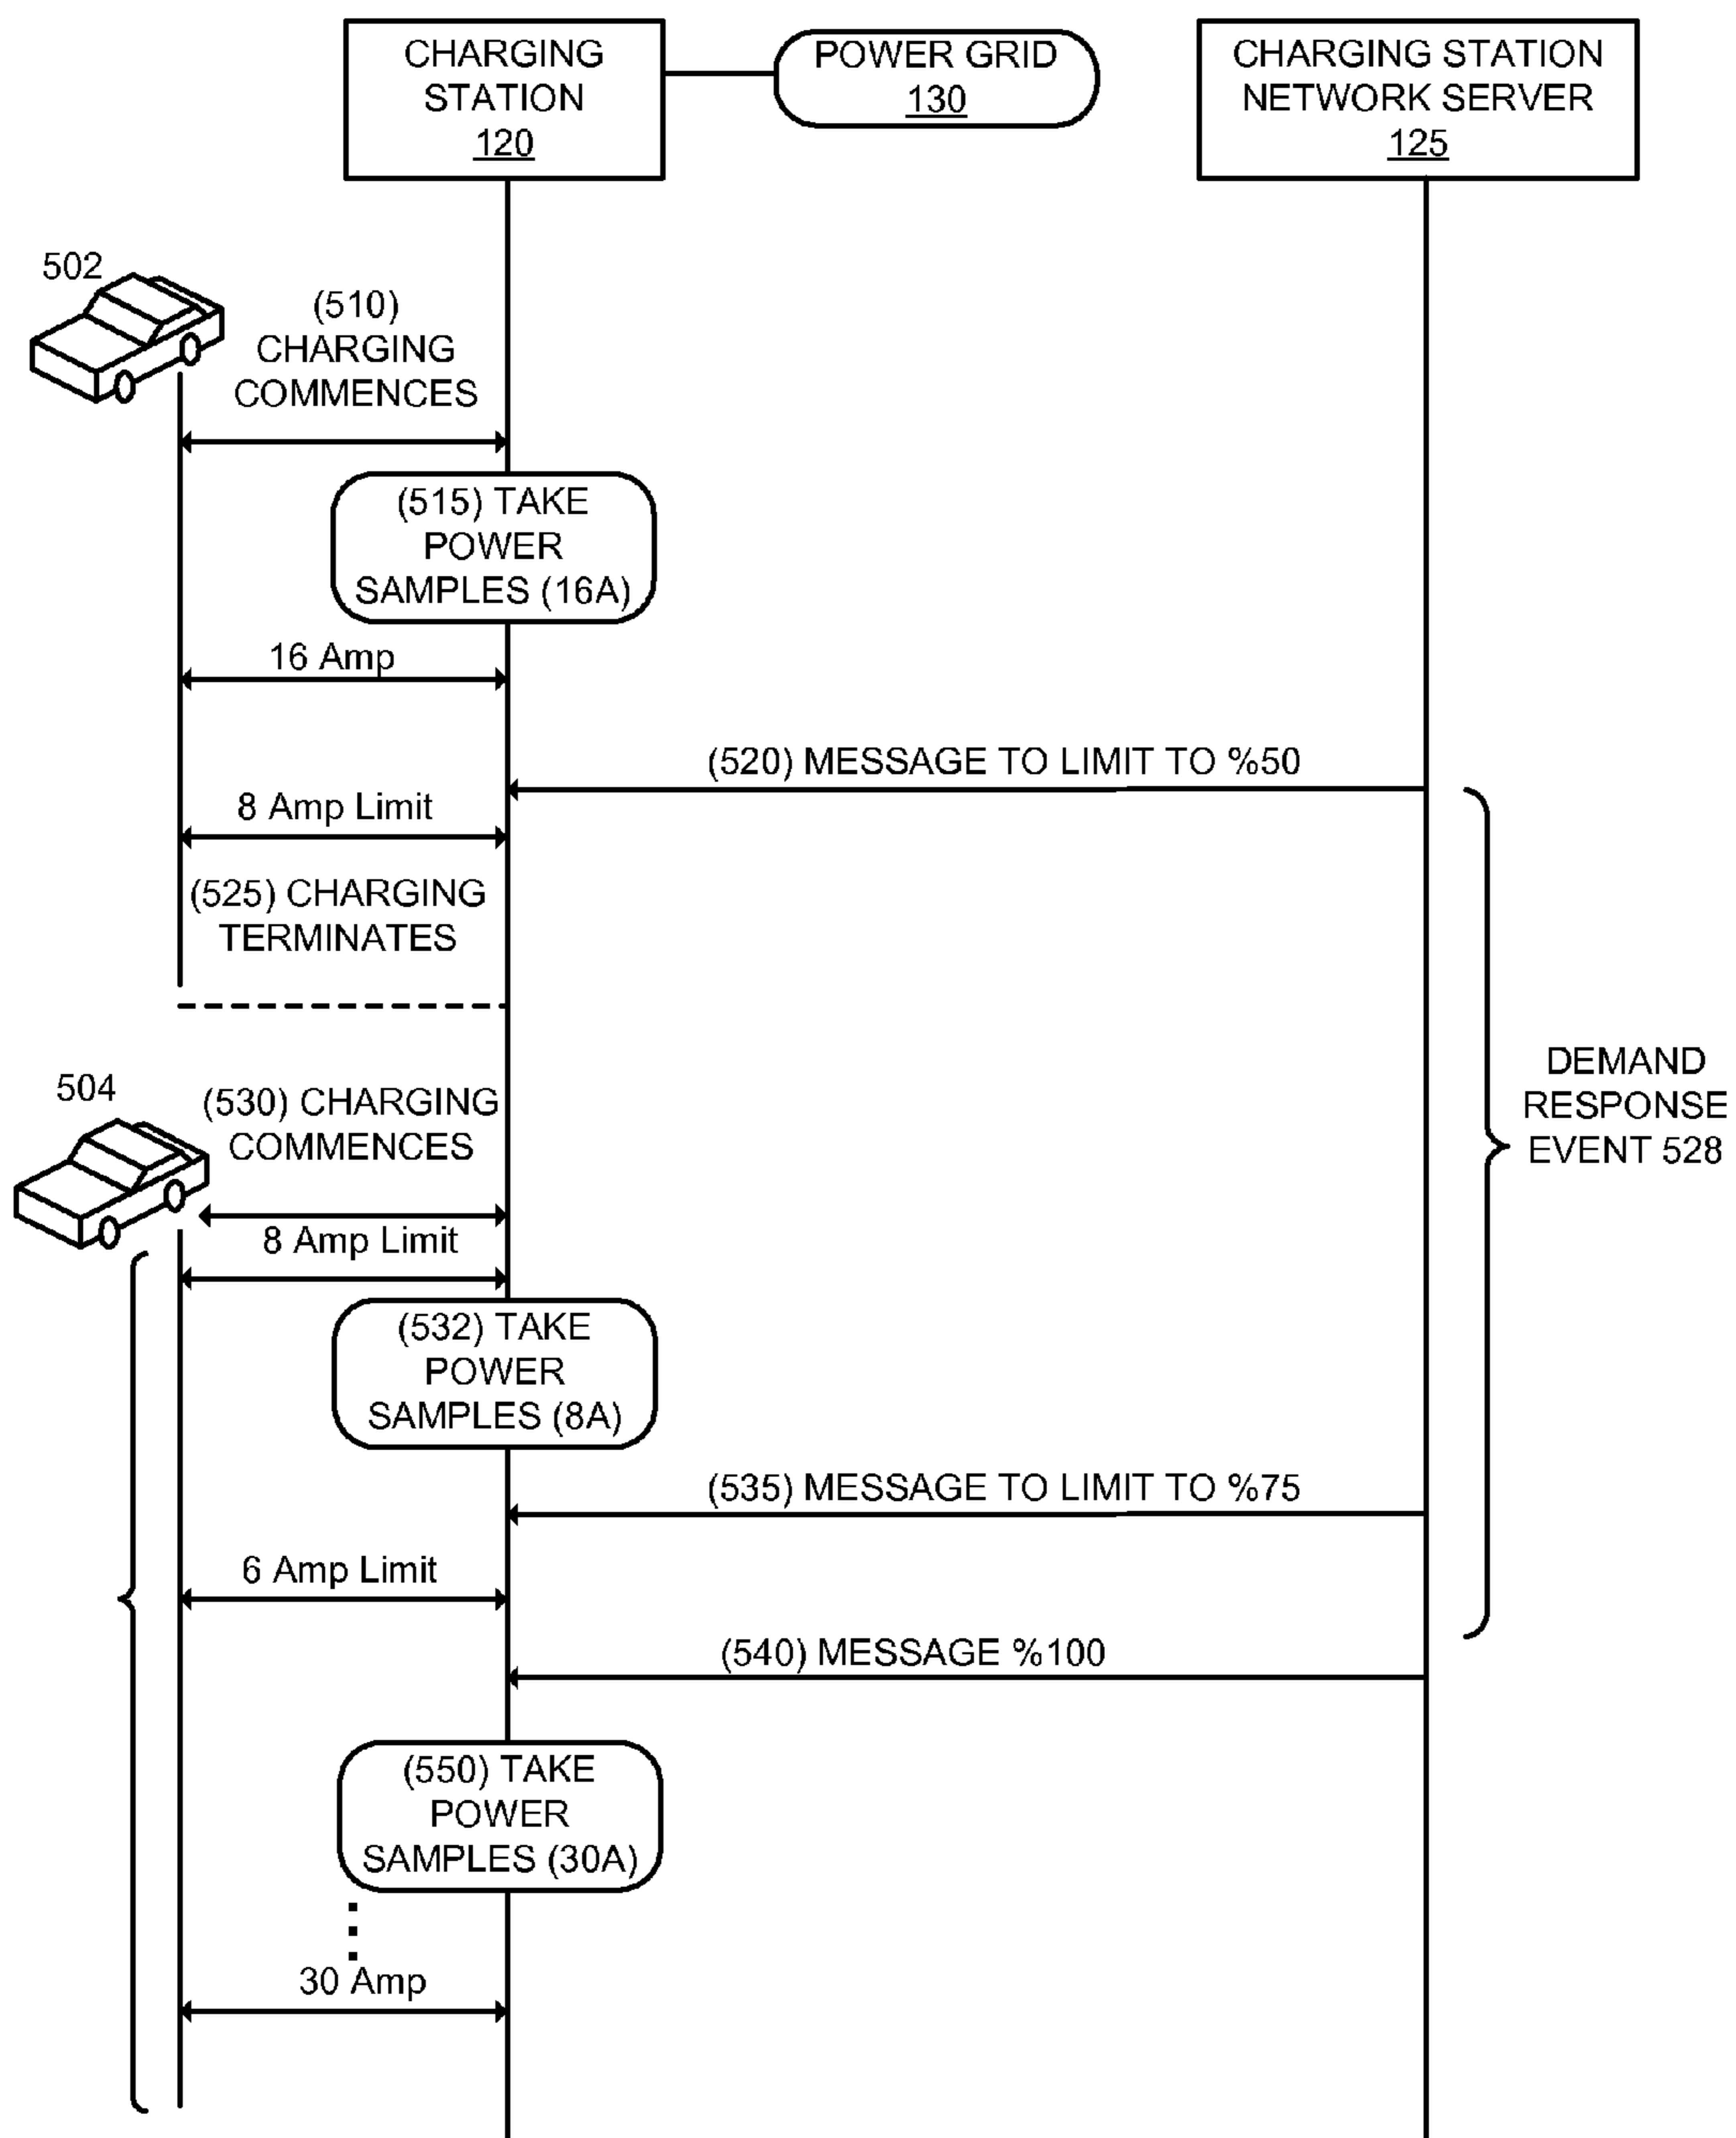 CHARGING
STATION
120
POWER GRID
130
CHARGING STATION
NETWORK SERVER
125
502
(510)
CHARGING
COMMENCES
(515) TAKE
POWER
SAMPLES (16A)
16 Amp
(520) MESSAGE TO LIMIT TO %50
8 Amp Limit
(525) CHARGING
TERMINATES
DEMAND
RESPONSE
EVENT 528
504
(530) CHARGING
COMMENCES
8 Amp Limit
(532) TAKE
POWER
SAMPLES (8A)
(535) MESSAGE TO LIMIT TO %75
6 Amp Limit
(540) MESSAGE %100
(550) TAKE
POWER
SAMPLES (30A)
30 Amp